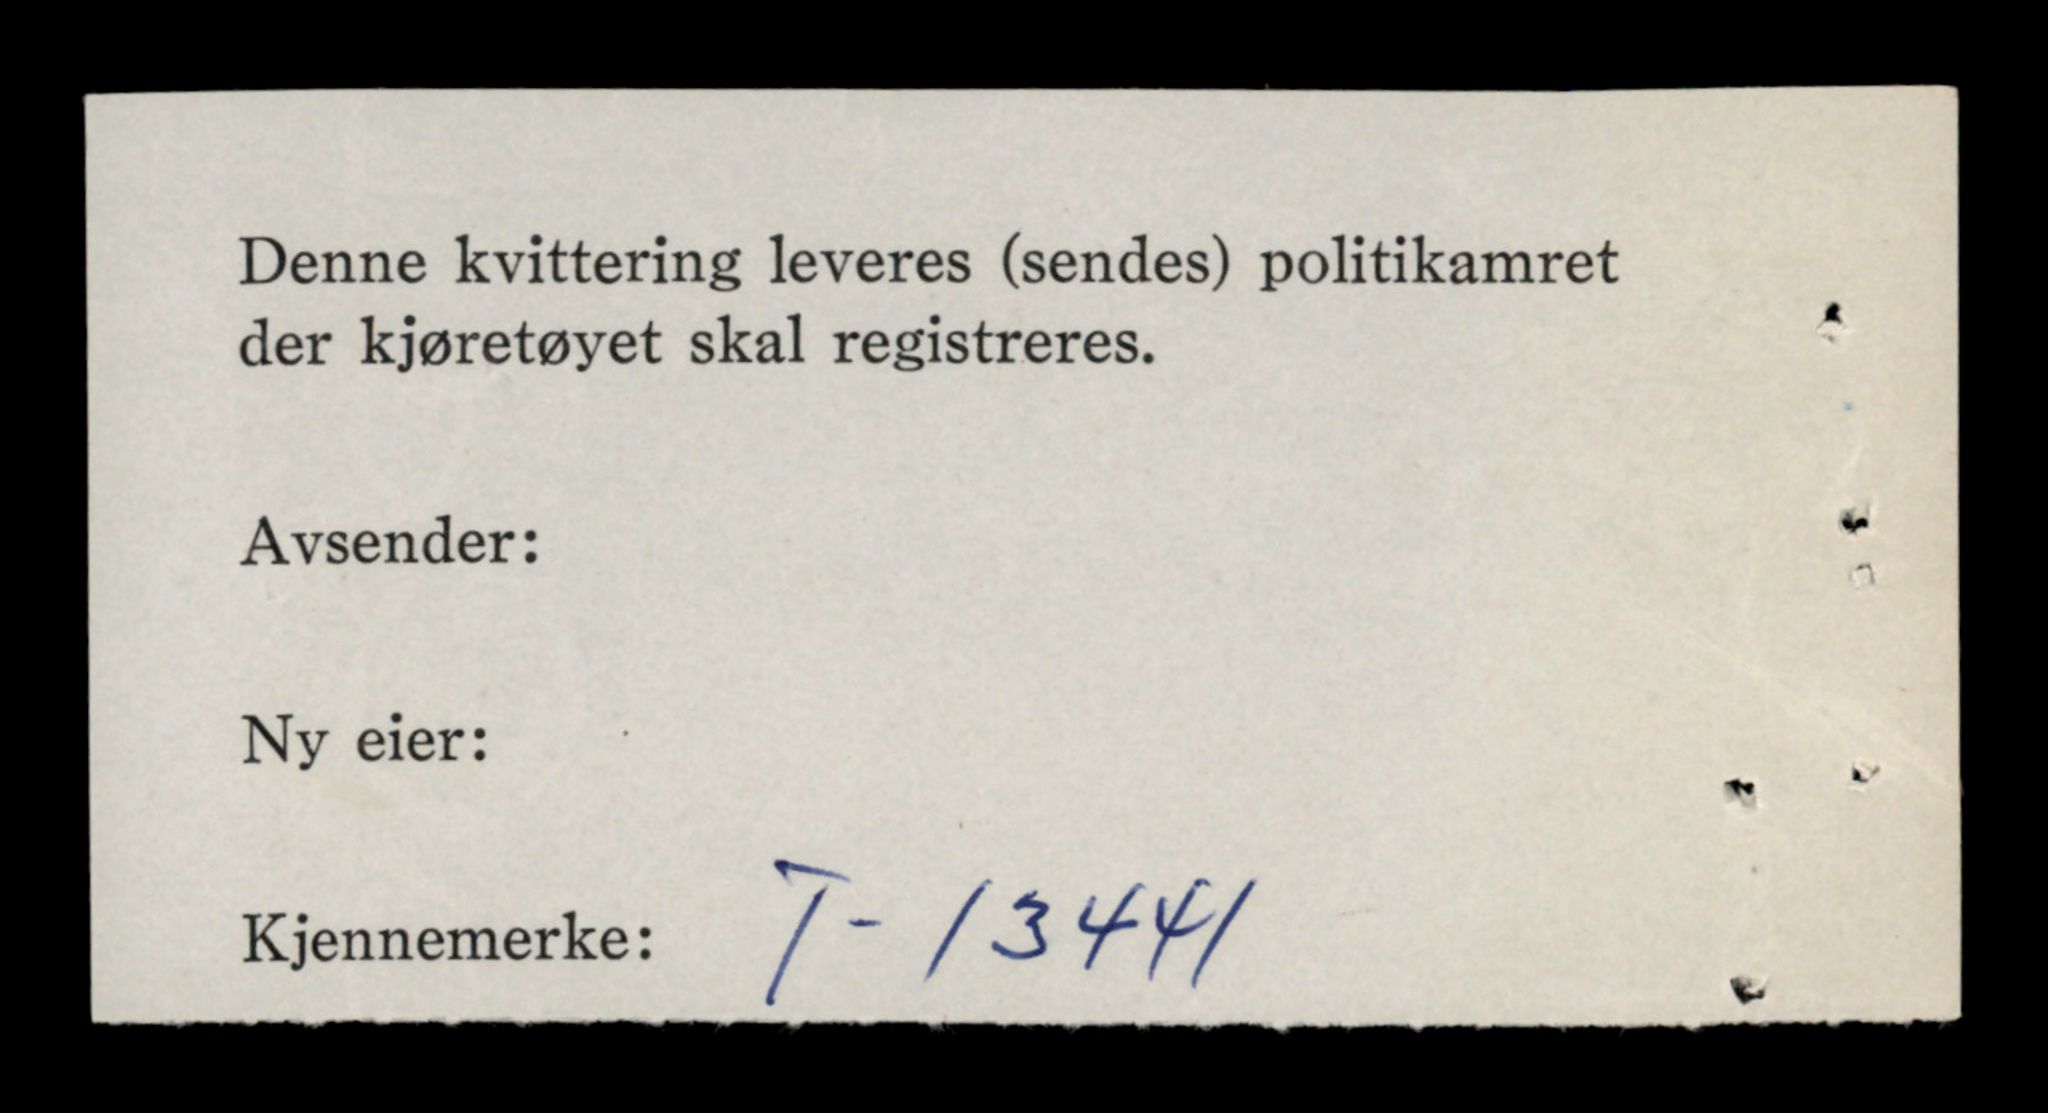 Denne kvittering leveres (sendes) politikamret
der kjøretøyet skal registreres.
Avsender:
Ny eier:
Kjennemerke: T-13441